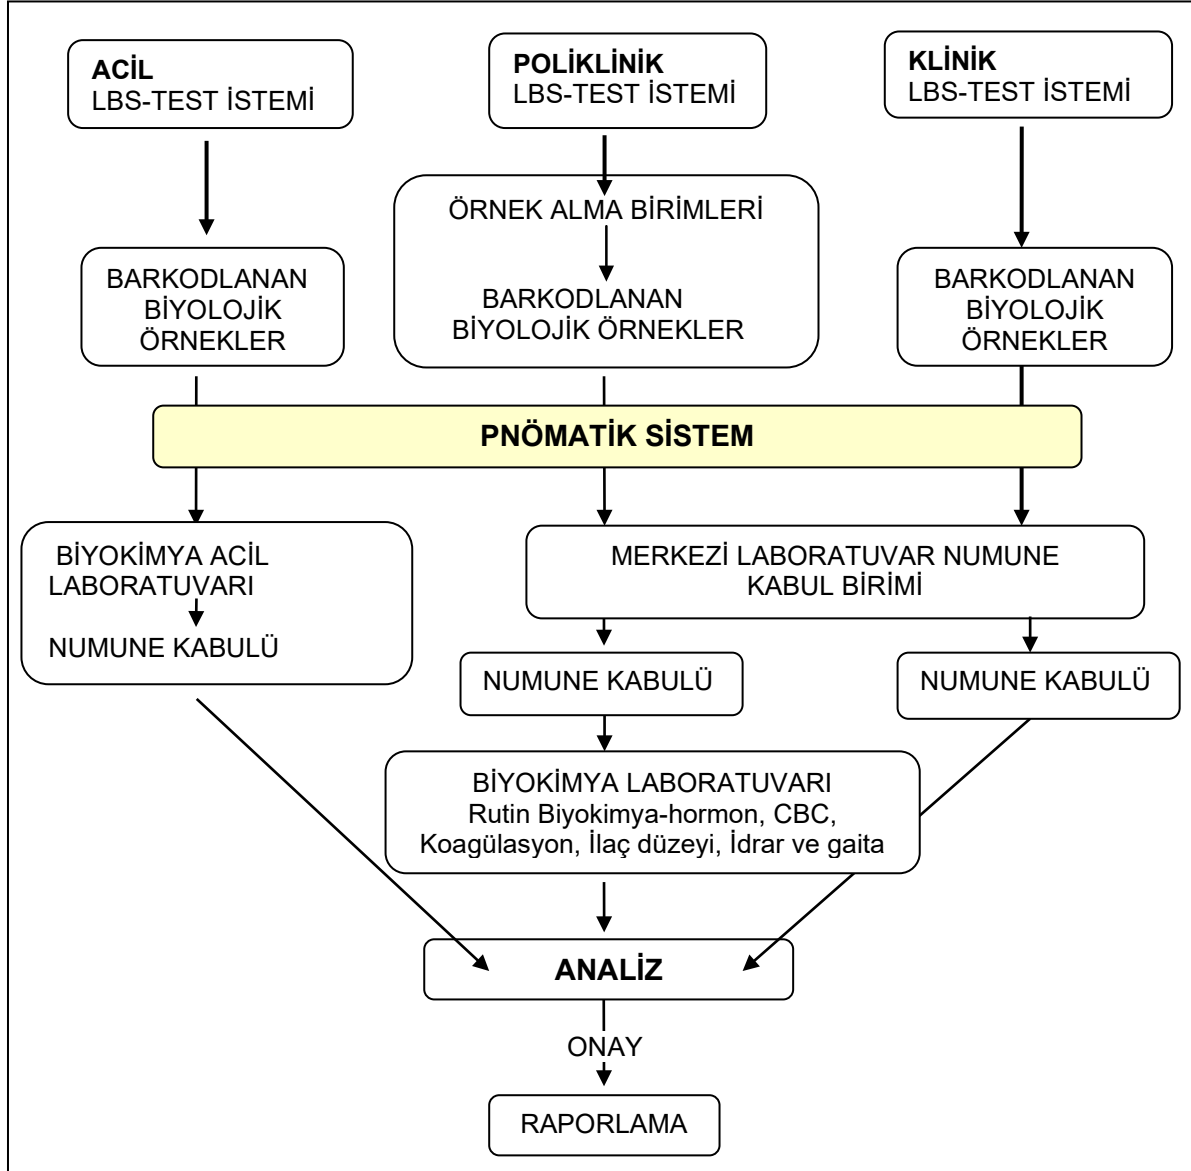 ACİL
LBS-TEST İSTEMİ
POLİKLİNİK
LBS-TEST İSTEMİ
KLİNİK
LBS-TEST İSTEMİ
BARKODLANAN
BİYOLOJİK
ÖRNEKLER
ÖRNEK ALMA BİRİMLERİ
BARKODLANAN
BİYOLOJİK ÖRNEKLER
BARKODLANAN
BİYOLOJİK
ÖRNEKLER
PNÖMATİK SİSTEM
BİYOKİMYA ACİL
LABORATUVARI
NUMUNE KABULÜ
MERKEZİ LABORATUVAR NUMUNE
KABUL BİRİMİ
NUMUNE KABULÜ
NUMUNE KABULÜ
BİYOKİMYA LABORATUVARI
Rutin Biyokimya-hormon, CBC,
Koagülasyon, İlaç düzeyi, İdrar ve gaita
ANALİZ
ONAY
RAPORLAMA